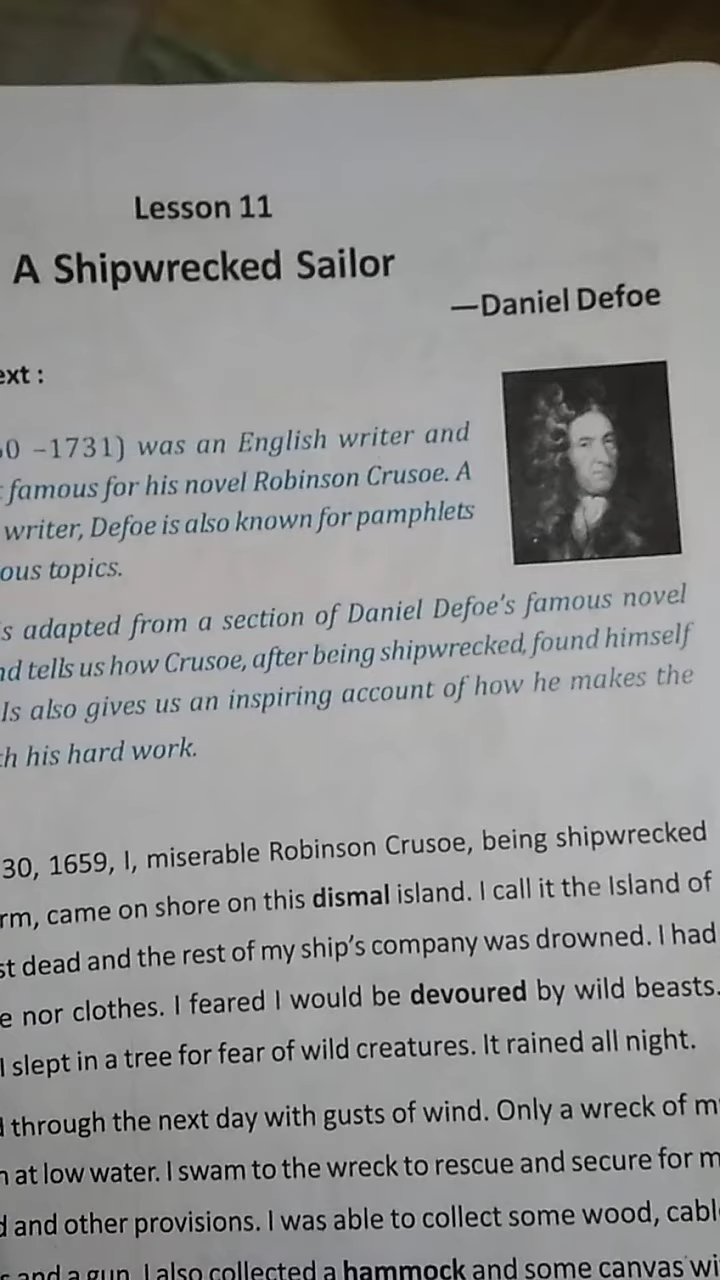 Lesson 11
A Shipwrecked Sailor
—Daniel Defoe
ext :
0 –1731) was an English writer and
famous for his novel Robinson Crusoe. A
writer, Defoe is also known for pamphlets
ous topics.
s adapted from a section of Daniel Defoe's famous novel
nd tells us how Crusoe, after being shipwrecked, found himself
Is also gives us an inspiring account of how he makes the
h his hard work.
30, 1659, I, miserable Robinson Crusoe, being shipwrecked
rm, came on shore on this dismal island. I call it the Island of
st dead and the rest of my ship's company was drowned. I had
e nor clothes. I feared I would be devoured by wild beasts.
I slept in a tree for fear of wild creatures. It rained all night.
d through the next day with gusts of wind. Only a wreck of m
n at low water. I swam to the wreck to rescue and secure for m
d and other provisions. I was able to collect some wood, cabl
and a gun. I also collected a hammock and some canvas wi